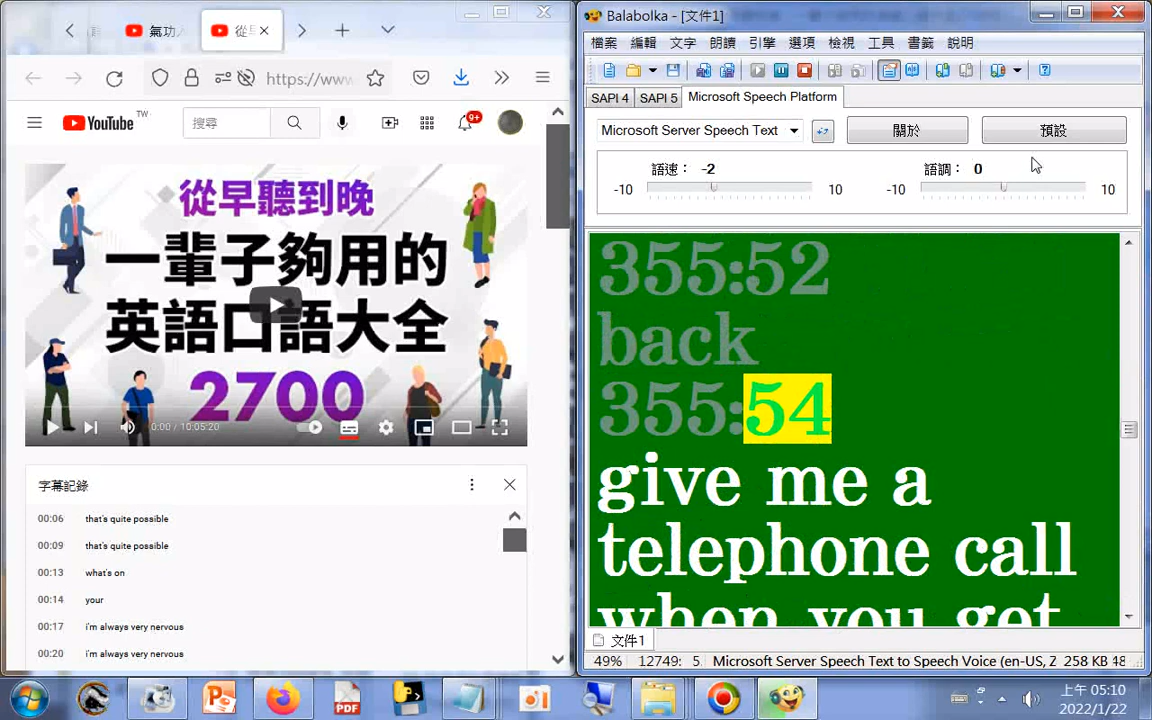 氣功
從
https://www
YouTube TW
搜尋
9+
從早聽到晚
一輩子夠用的
英語口語大全
2700
0:00 / 10:05:20
字幕記錄
00:06 that's quite possible
00:09 that's quite possible
00:13 what's on
00:14 your
00:17 i'm always very nervous
00:20 i'm always very nervous
Balabolka - [文件1]
檔案 編輯 文字 朗讀 引擎 選項 檢視 工具 書籤 說明
SAPI 4 SAPI 5 Microsoft Speech Platform
Microsoft Server Speech Text 關於 預設
語速： -2 語調： 0
-10 10 -10 10
355:52
back
355:54
give me a
telephone call
when you get
文件1
49% 12749: 5 Microsoft Server Speech Text to Speech Voice (en-US, Z 258 KB
PDF
上午 05:10
2022/1/22